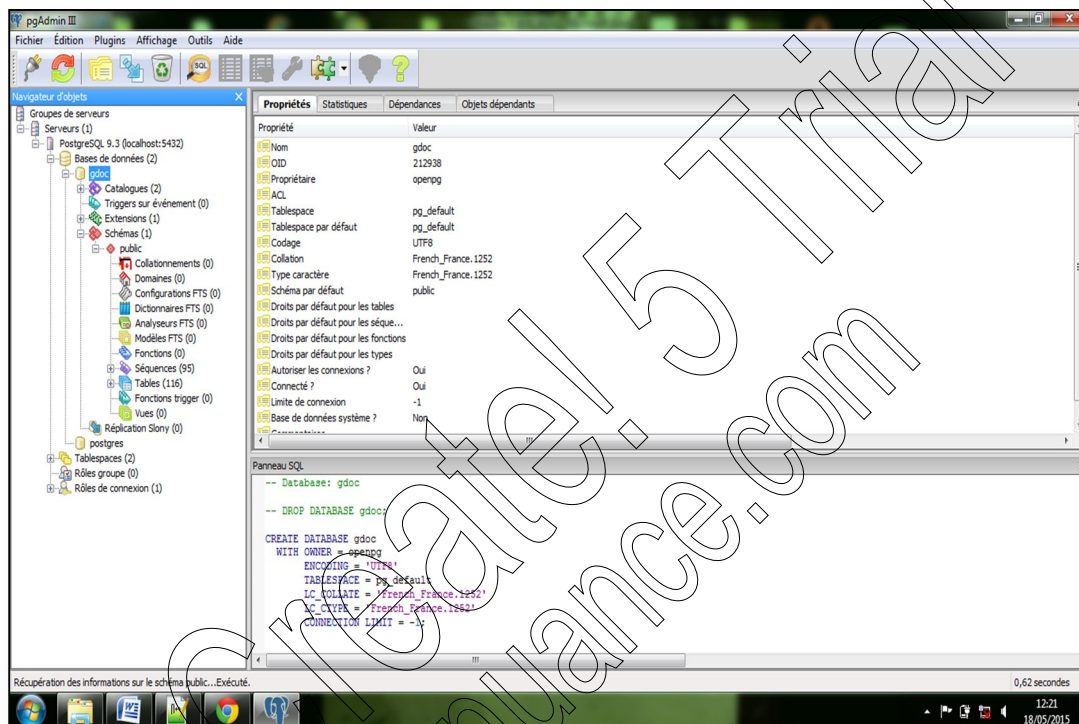 pgAdmin III
Fichier Édition Plugins Affichage Outils Aide
SQL
Navigateur d'objets X
Groupes de serveurs
Serveurs (1)
PostgreSQL 9.3 (localhost:5432)
Bases de données (2)
gdoc
Catalogues (2)
Triggers sur événement (0)
Extensions (1)
Schémas (1)
public
Collationnements (0)
Domaines (0)
Configurations FTS (0)
Dictionnaires FTS (0)
Analyseurs FTS (0)
Modèles FTS (0)
Fonctions (0)
Séquences (95)
Tables (116)
Fonctions trigger (0)
Vues (0)
Réplication Slony (0)
postgres
Tablespaces (2)
Rôles groupe (0)
Rôles de connexion (1)
Propriétés Statistiques Dépendances Objets dépendants
Propriété Valeur
Nom gdoc
OID 212938
Propriétaire openpg
ACL
Tablespace pg_default
Tablespace par défaut pg_default
Codage UTF8
Collation French_France.1252
Type caractère French_France.1252
Schéma par défaut public
Droits par défaut pour les tables
Droits par défaut pour les séque...
Droits par défaut pour les fonctions
Droits par défaut pour les types
Autoriser les connexions ? Oui
Connecté ? Oui
Limite de connexion -1
Base de données système ? Non
Panneau SQL
-- Database: gdoc
-- DROP DATABASE gdoc;
CREATE DATABASE gdoc
WITH OWNER = openpg
ENCODING = 'UTF8'
TABLESPACE = pg_default
LC_COLLATE = 'French_France.1252'
LC_CTYPE = 'French_France.1252'
CONNECTION LIMIT = -1;
Récupération des informations sur le schéma public...Exécuté. 0,62 secondes
12:21
18/05/2015
Create! 5 Trial
nuance.com